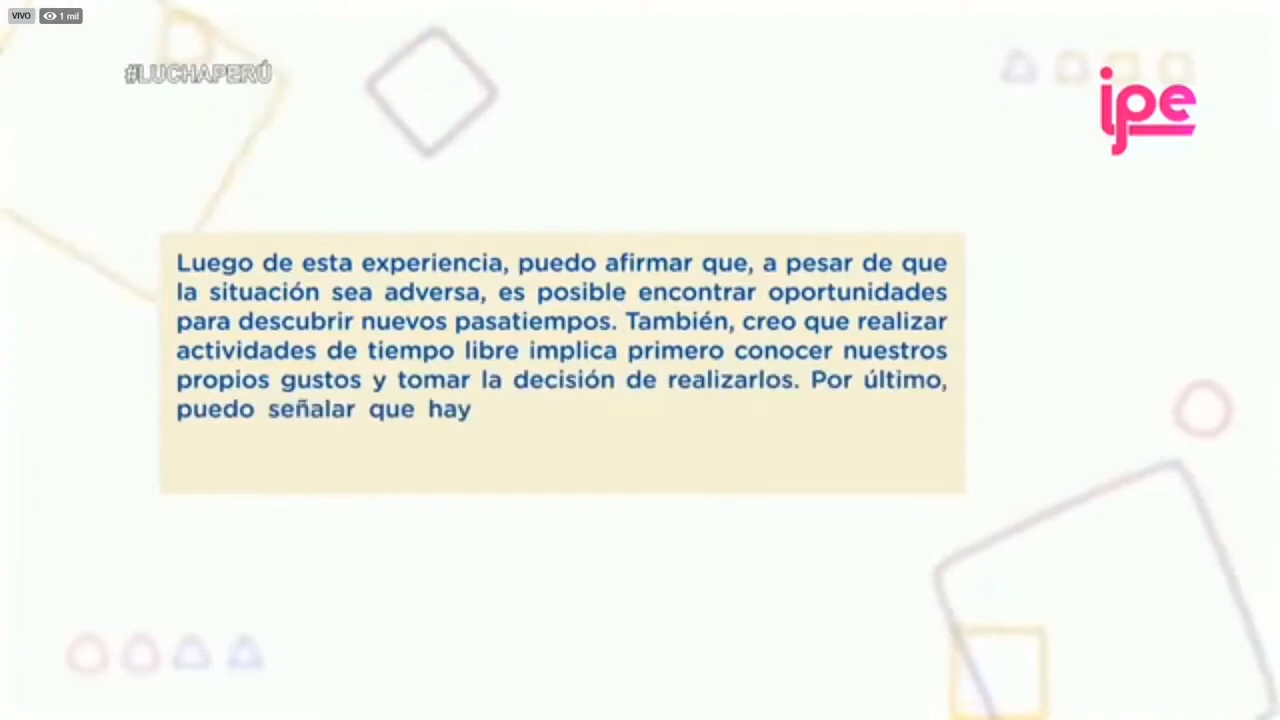 VIVO 1 mil
#LUCHAPERÚ
ipe
Luego de esta experiencia, puedo afirmar que, a pesar de que
la situación sea adversa, es posible encontrar oportunidades
para descubrir nuevos pasatiempos. También, creo que realizar
actividades de tiempo libre implica primero conocer nuestros
propios gustos y tomar la decisión de realizarlos. Por último,
puedo señalar que hay